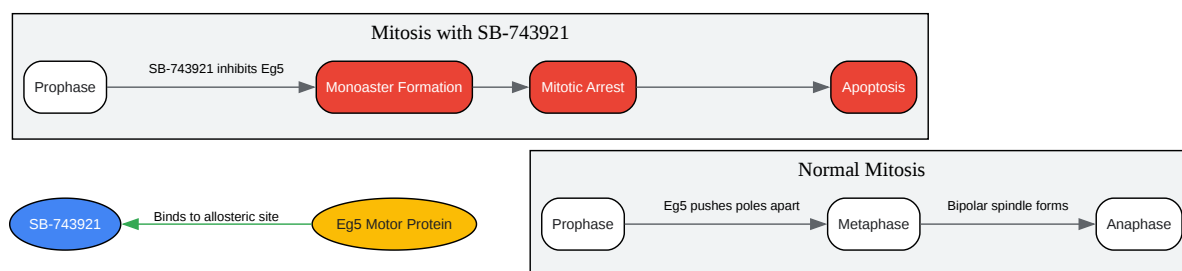 Mitosis with SB-743921
Prophase
SB-743921 inhibits Eg5
Monoaster Formation
Mitotic Arrest
Apoptosis
Normal Mitosis
SB-743921
Binds to allosteric site
Eg5 Motor Protein
Prophase
Eg5 pushes poles apart
Metaphase
Bipolar spindle forms
Anaphase